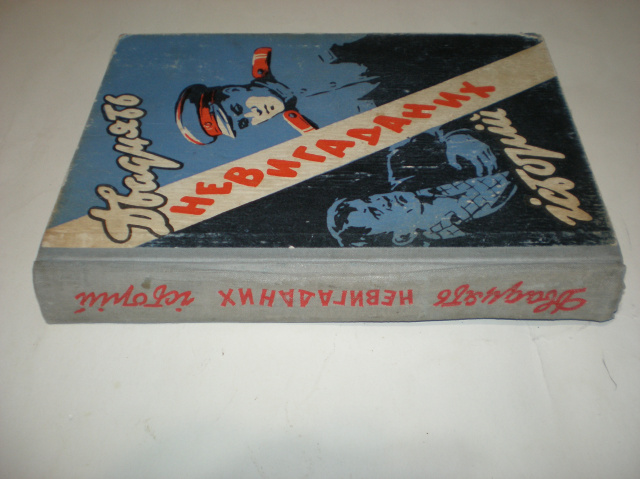 Двадцять
НЕВИГАДАНИХ
історій
Двадцять НЕВИГАДАНИХ історій